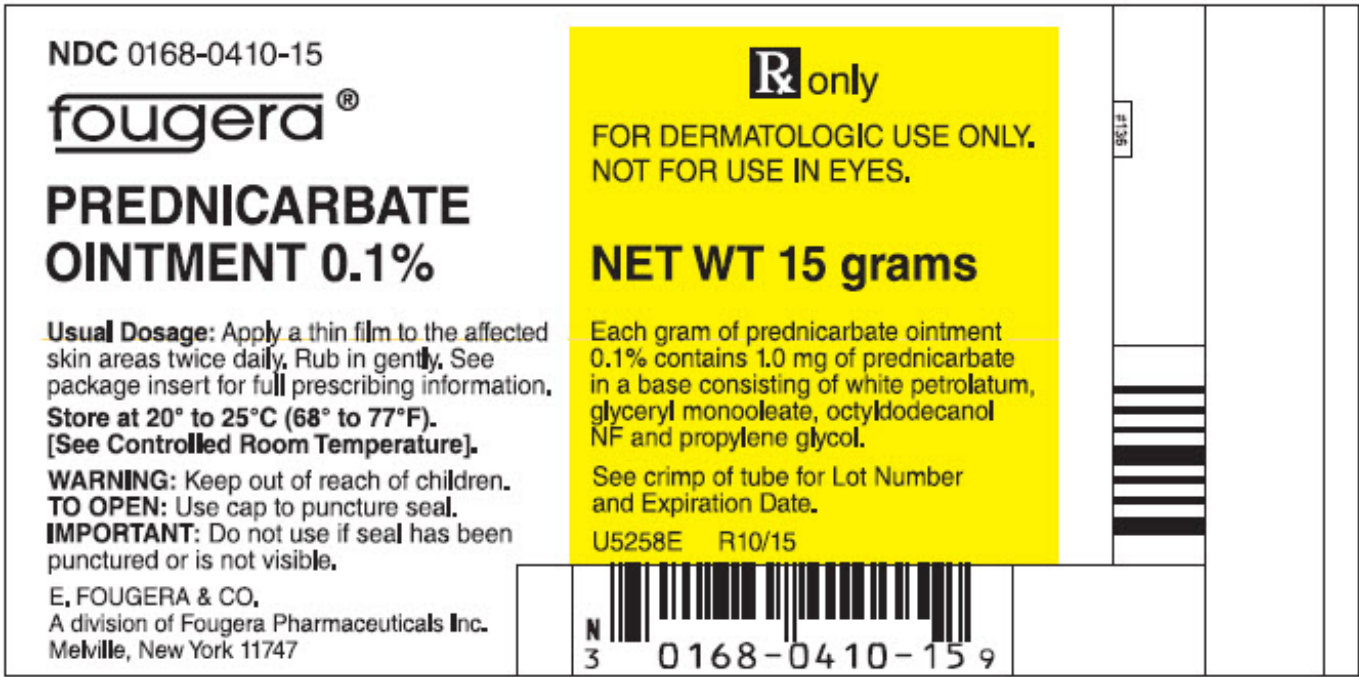 NDC 0168-0410-15
fougera®
PREDNICARBATE
OINTMENT 0.1%
Usual Dosage: Apply a thin film to the affected
skin areas twice daily. Rub in gently. See
package insert for full prescribing information.
Store at 20° to 25°C (68° to 77°F).
[See Controlled Room Temperature].
WARNING: Keep out of reach of children.
TO OPEN: Use cap to puncture seal.
IMPORTANT: Do not use if seal has been
punctured or is not visible.
E. FOUGERA & CO.
A division of Fougera Pharmaceuticals Inc.
Melville, New York 11747
Rx only
FOR DERMATOLOGIC USE ONLY.
NOT FOR USE IN EYES.
NET WT 15 grams
Each gram of prednicarbate ointment
0.1% contains 1.0 mg of prednicarbate
in a base consisting of white petrolatum,
glyceryl monooleate, octyldodecanol
NF and propylene glycol.
See crimp of tube for Lot Number
and Expiration Date.
U5258E R10/15
N
3 0168-0410-15 9
#136